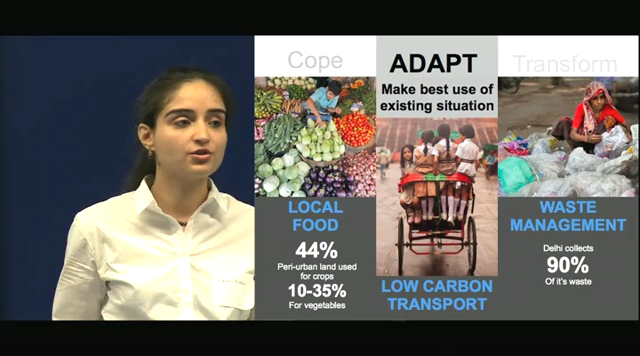 Cope
ADAPT
Transform
Make best use of
existing situation
LOCAL
FOOD
44%
Peri-urban land used
for crops
10-35%
For vegetables
LOW CARBON
TRANSPORT
WASTE
MANAGEMENT
Delhi collects
90%
Of it's waste